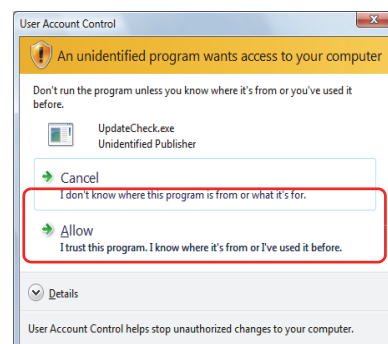 User Account Control
An unidentified program wants access to your computer
Don't run the program unless you know where it's from or you've used it
before.
UpdateCheck.exe
Unidentified Publisher
Cancel
I don't know where this program is from or what it's for.
Allow
I trust this program. I know where it's from or I've used it before.
Details
User Account Control helps stop unauthorized changes to your computer.